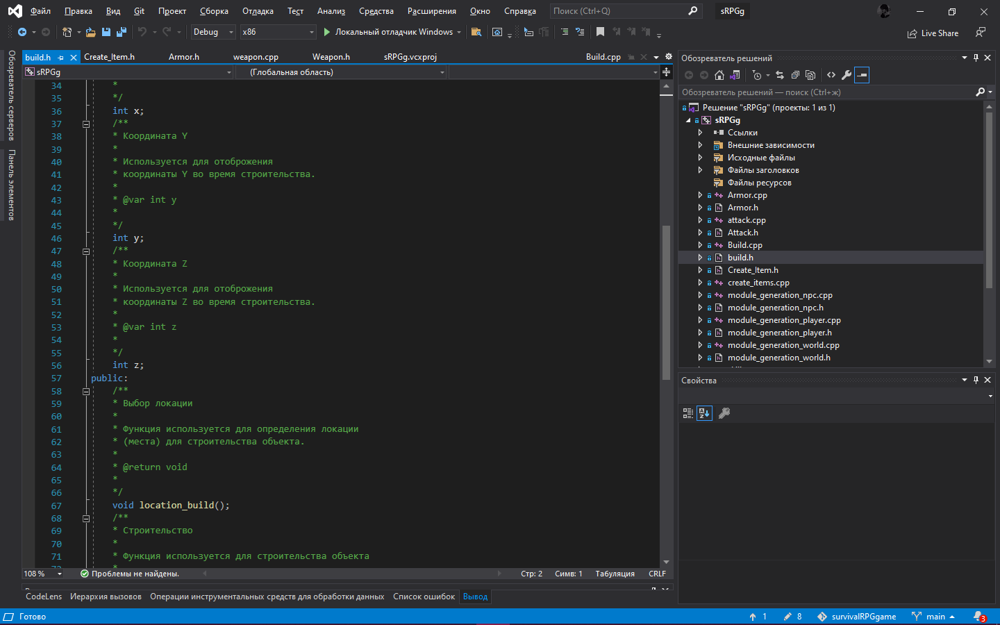 Файл Правка Вид Git Проект Сборка Отладка Тест Анализ Средства Расширения Окно Справка Поиск (Ctrl+Q) sRPGg
Debug x86 Локальный отладчик Windows Live Share
Обозреватель серверов
Панель элементов
build.h Create_Item.h Armor.h weapon.cpp Weapon.h sRPGg.vcxproj Build.cpp
sRPGg (Глобальная область)
34 *
35 */
36 int x;
37 /**
38 * Координата Y
39 *
40 * Используется для отоброжения
41 * координаты Y во время строительства.
42 *
43 * @var int y
44 *
45 */
46 int y;
47 /**
48 * Координата Z
49 *
50 * Используется для отоброжения
51 * координаты Z во время строительства.
52 *
53 * @var int z
54 *
55 */
56 int z;
57 public:
58 /**
59 * Выбор локации
60 *
61 * Функция используется для определения локации
62 * (места) для строительства объекта.
63 *
64 * @return void
65 *
66 */
67 void location_build();
68 /**
69 * Строительство
70 *
71 * Функция используется для строительства объекта
108 % Проблемы не найдены. Стр: 2 Симв: 1 Табуляция CRLF
CodeLens Иерархия вызовов Операции инструментальных средств для обработки данных Список ошибок Вывод
Обозреватель решений
Обозреватель решений — поиск (Ctrl+ж)
Решение "sRPGg" (проекты: 1 из 1)
sRPGg
Ссылки
Внешние зависимости
Исходные файлы
Файлы заголовков
Файлы ресурсов
Armor.cpp
Armor.h
attack.cpp
Attack.h
Build.cpp
build.h
Create_Item.h
create_items.cpp
module_generation_npc.cpp
module_generation_npc.h
module_generation_player.cpp
module_generation_player.h
module_generation_world.cpp
module_generation_world.h
Свойства
Готово 1 8 survivalRPGgame main 3